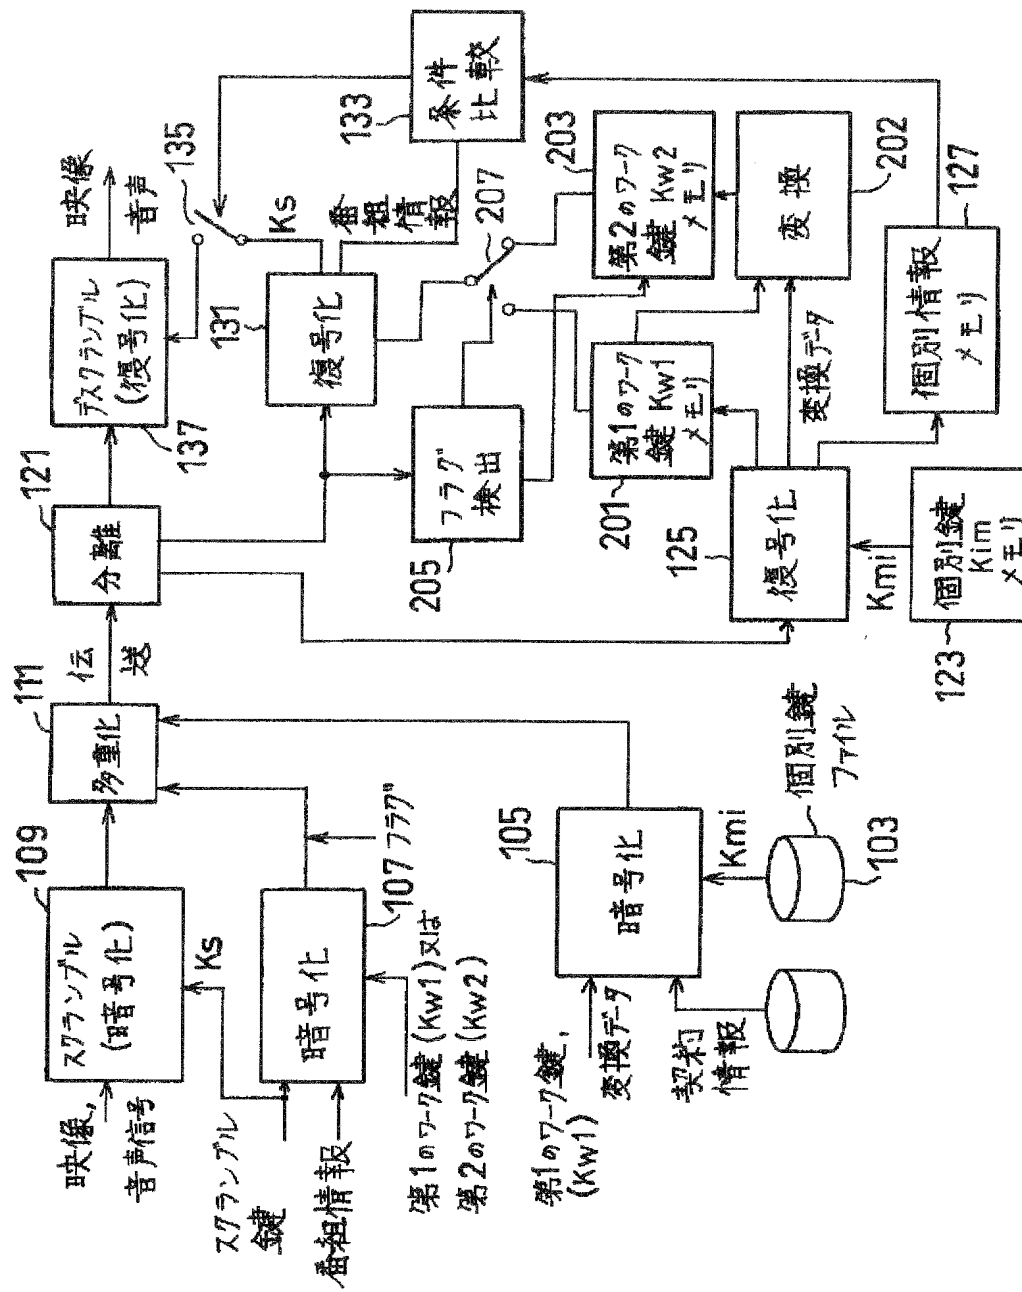 映像,
音声信号
スクランブル
(暗号化)
109
Ks
スクランブル
鍵
番組情報
暗号化
107
フラグ
第1のワーク鍵(Kw1)又は
第2のワーク鍵(Kw2)
第1のワーク鍵,
(Kw1)
変換データ
契約
情報
暗号化
105
Kmi
個別鍵
ファイル
103
多重化
111
伝
送
分離
121
デスクランブル
(復号化)
137
映像
音声
135
Ks
復号化
131
番組情報
条件
比較
133
フラグ
検出
205
207
第1のワーク
鍵 Kw1
メモリ
201
第2のワーク
鍵 Kw2
メモリ
203
変換
202
変換データ
復号化
125
Kmi
個別鍵
Kim
メモリ
123
個別情報
メモリ
127